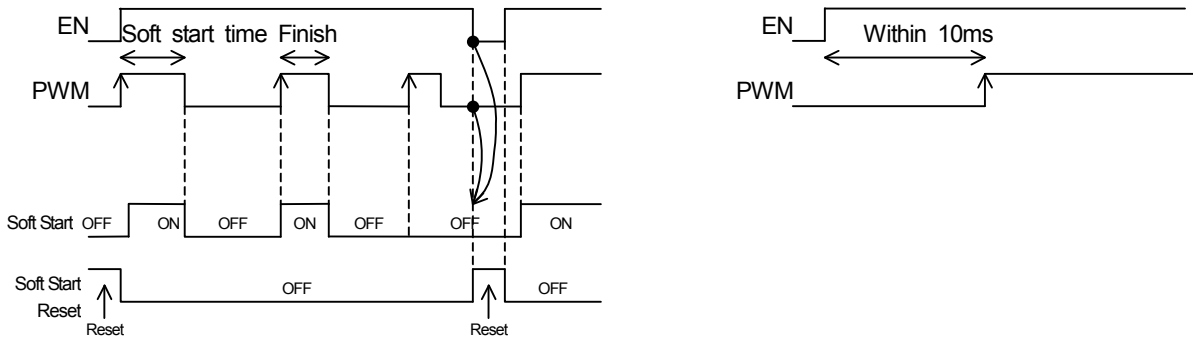 EN
Soft start time Finish
PWM
Soft Start OFF ON OFF ON OFF OFF ON
Soft Start
Reset
OFF OFF
Reset Reset
EN
Within 10ms
PWM